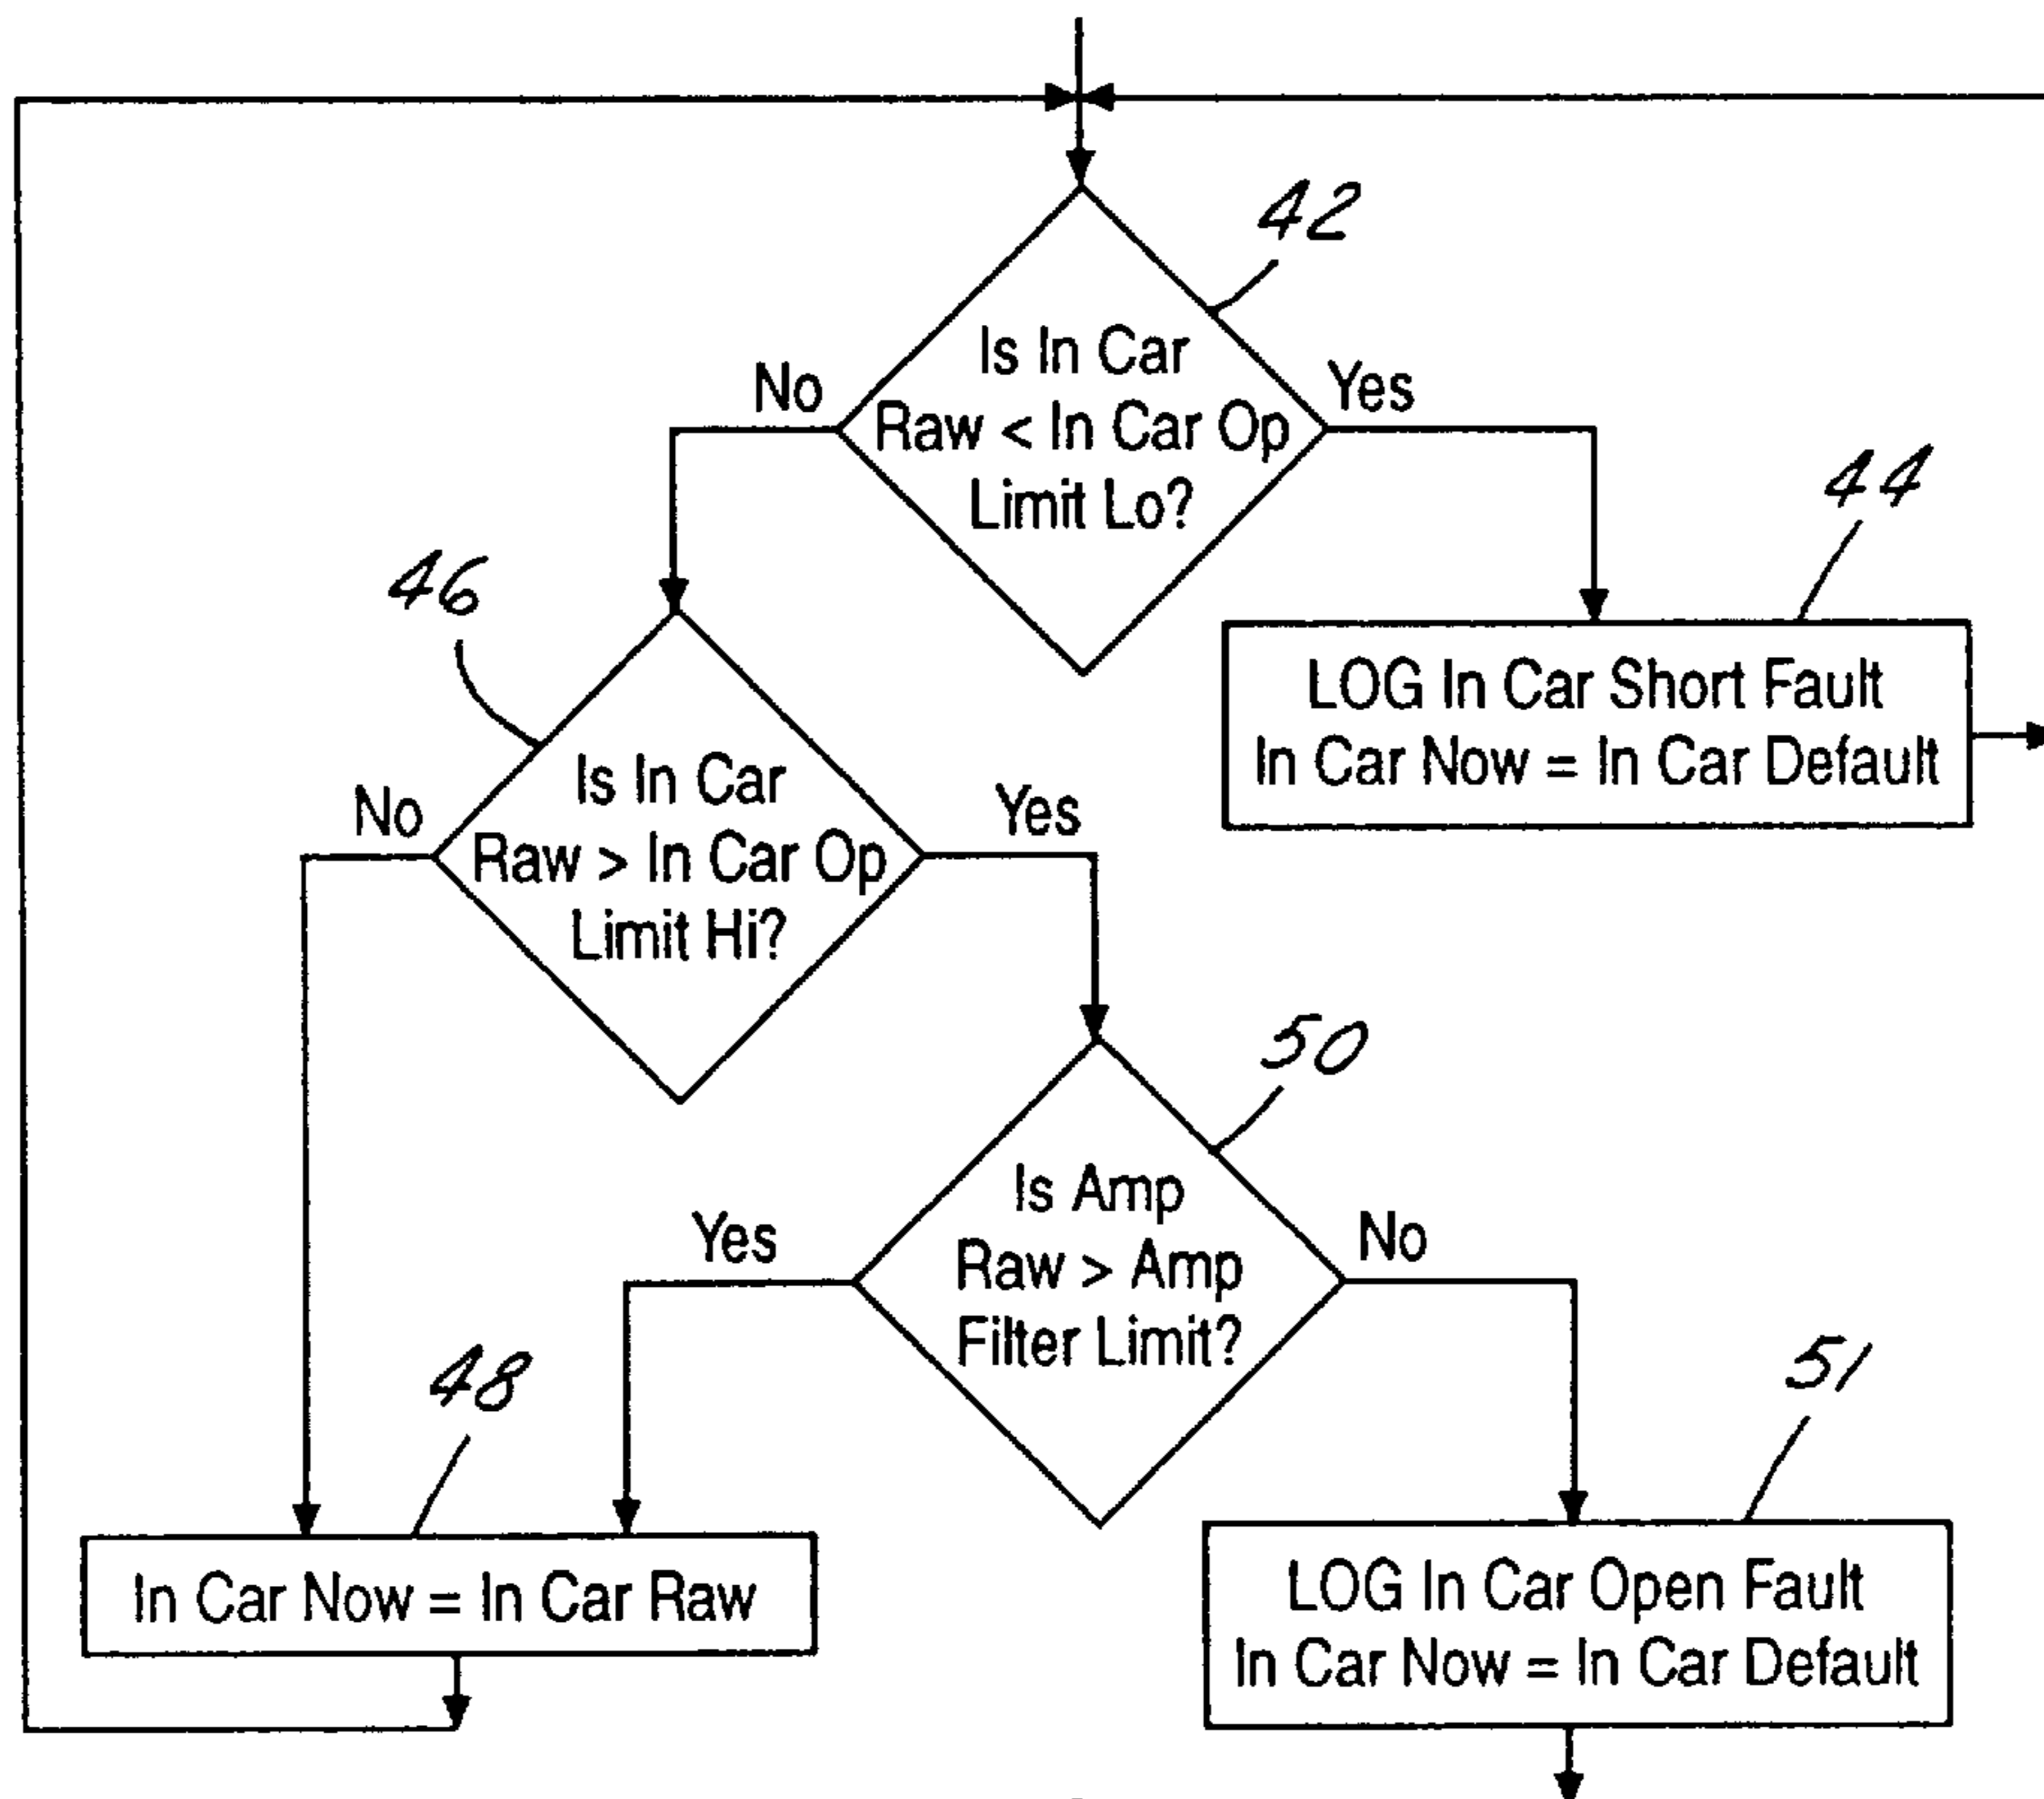 42
Is In Car
Raw < In Car Op
Limit Lo?
No
Yes
44
LOG In Car Short Fault
In Car Now = In Car Default
46
Is In Car
Raw > In Car Op
Limit Hi?
No
Yes
50
Is Amp
Raw > Amp
Filter Limit?
Yes
No
48
In Car Now = In Car Raw
51
LOG In Car Open Fault
In Car Now = In Car Default